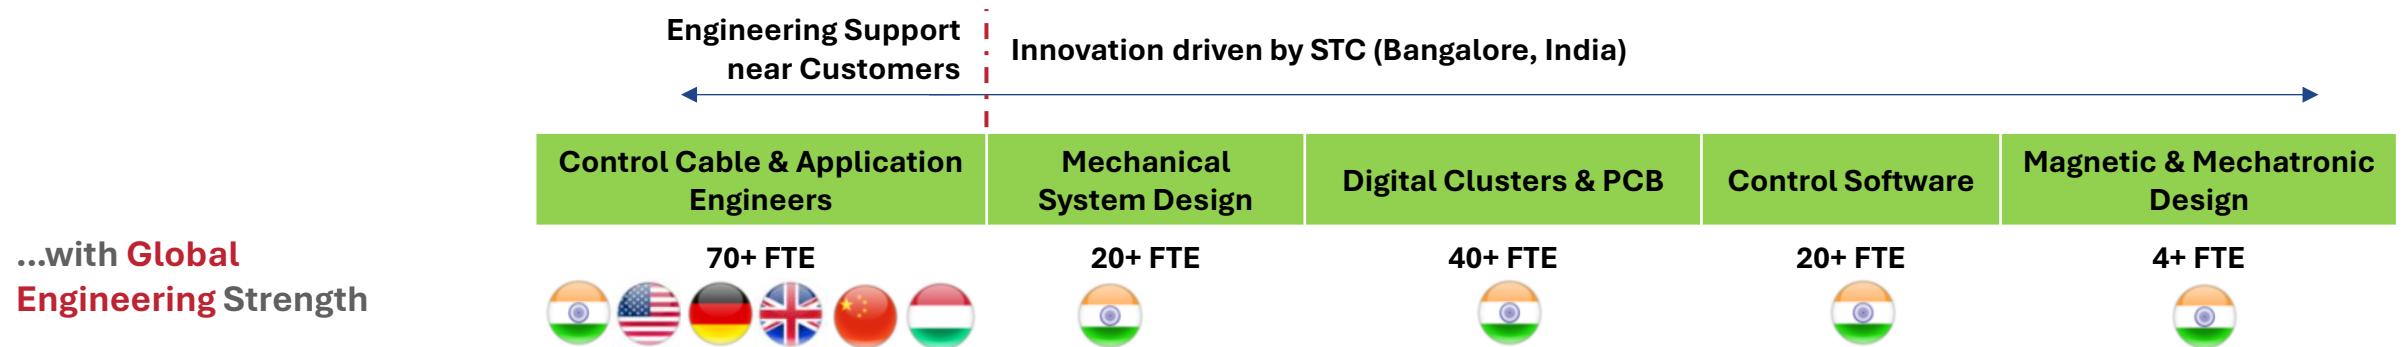 Engineering Support
near Customers
Innovation driven by STC (Bangalore, India)
Control Cable & Application
Engineers
Mechanical
System Design
Digital Clusters & PCB
Control Software
Magnetic & Mechatronic
Design
...with Global
Engineering Strength
70+ FTE
20+ FTE
40+ FTE
20+ FTE
4+ FTE